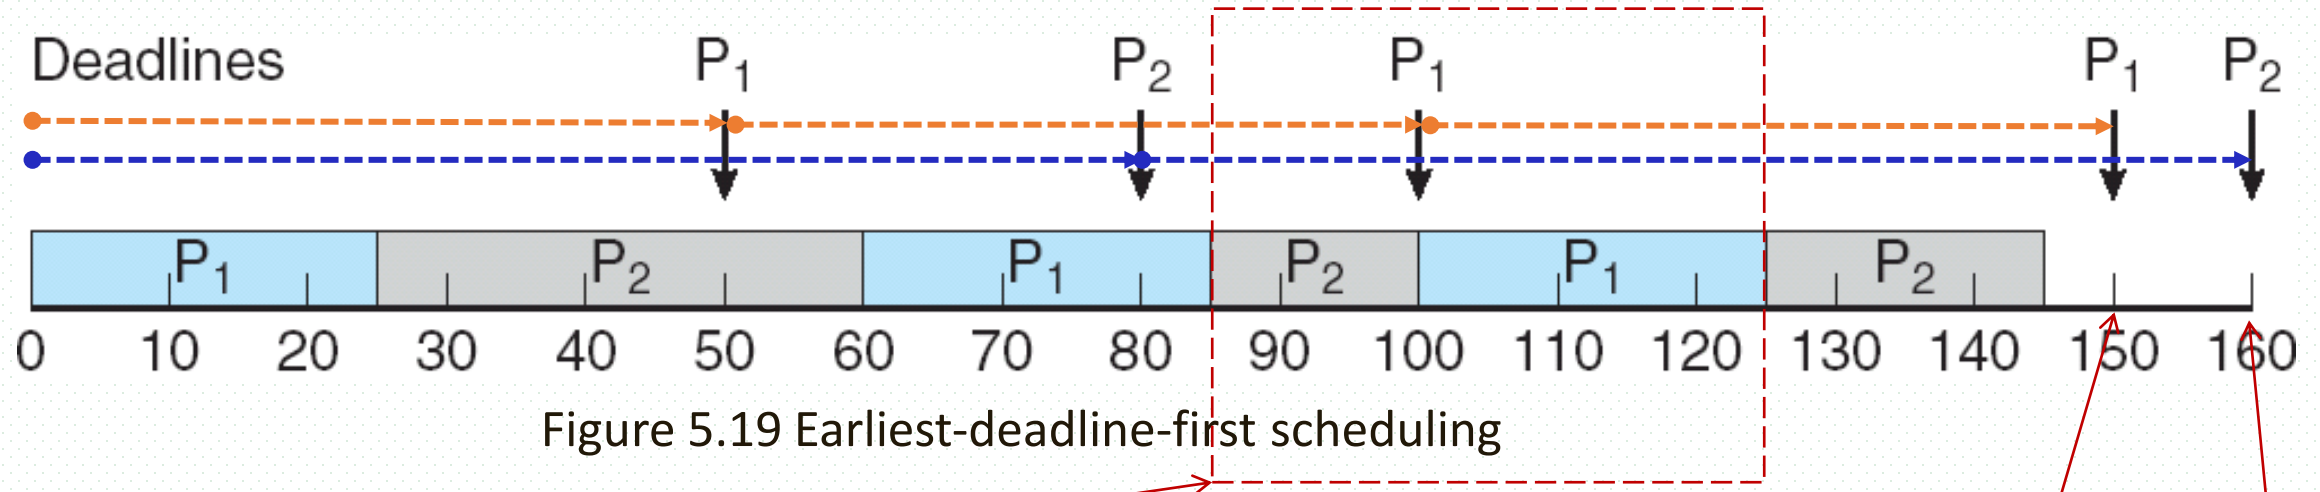 Deadlines P₁ P₂ P₁ P₁ P₂
P₁ P₂ P₁ P₂ P₁ P₂
0 10 20 30 40 50 60 70 80 90 100 110 120 130 140 150 160
Figure 5.19 Earliest-deadline-first scheduling